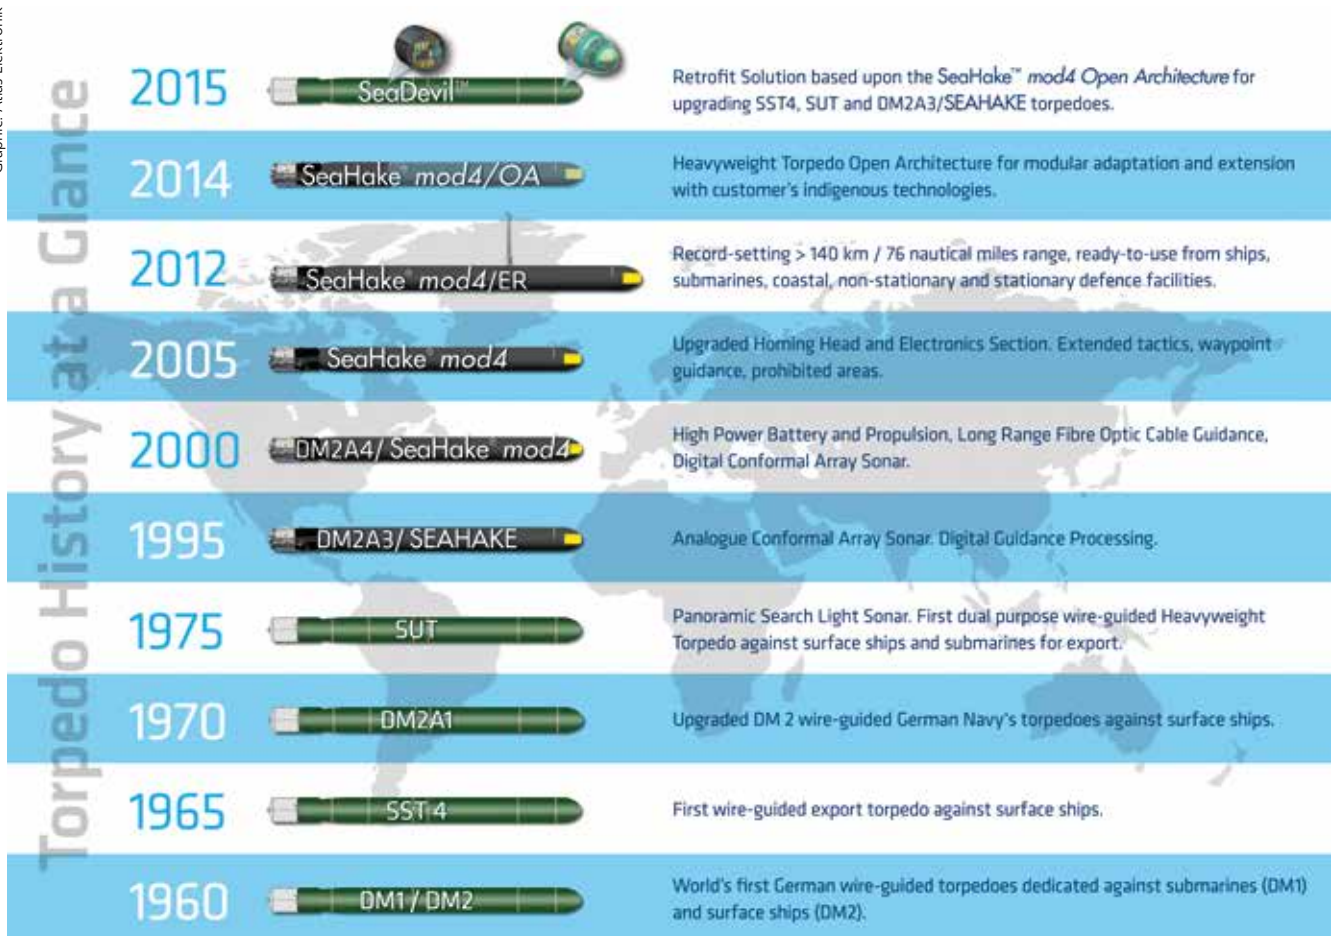 Graphic: Atlas Elektronik
Torpedo History at a Glance
2015
SeaDevil™
Retrofit Solution based upon the SeaHake™ mod4 Open Architecture for
upgrading SST4, SUT and DM2A3/SEAHAKE torpedoes.
2014
SeaHake® mod4/OA
Heavyweight Torpedo Open Architecture for modular adaptation and extension
with customer's indigenous technologies.
2012
SeaHake® mod4/ER
Record-setting > 140 km / 76 nautical miles range, ready-to-use from ships,
submarines, coastal, non-stationary and stationary defence facilities.
2005
SeaHake® mod4
Upgraded Homing Head and Electronics Section. Extended tactics, waypoint
guidance, prohibited areas.
2000
DM2A4/ SeaHake® mod4
High Power Battery and Propulsion, Long Range Fibre Optic Cable Guidance,
Digital Conformal Array Sonar.
1995
DM2A3/ SEAHAKE
Analogue Conformal Array Sonar. Digital Guidance Processing.
1975
SUT
Panoramic Search Light Sonar. First dual purpose wire-guided Heavyweight
Torpedo against surface ships and submarines for export.
1970
DM2A1
Upgraded DM 2 wire-guided German Navy's torpedoes against surface ships.
1965
SST 4
First wire-guided export torpedo against surface ships.
1960
DM1 / DM2
World's first German wire-guided torpedoes dedicated against submarines (DM1)
and surface ships (DM2).